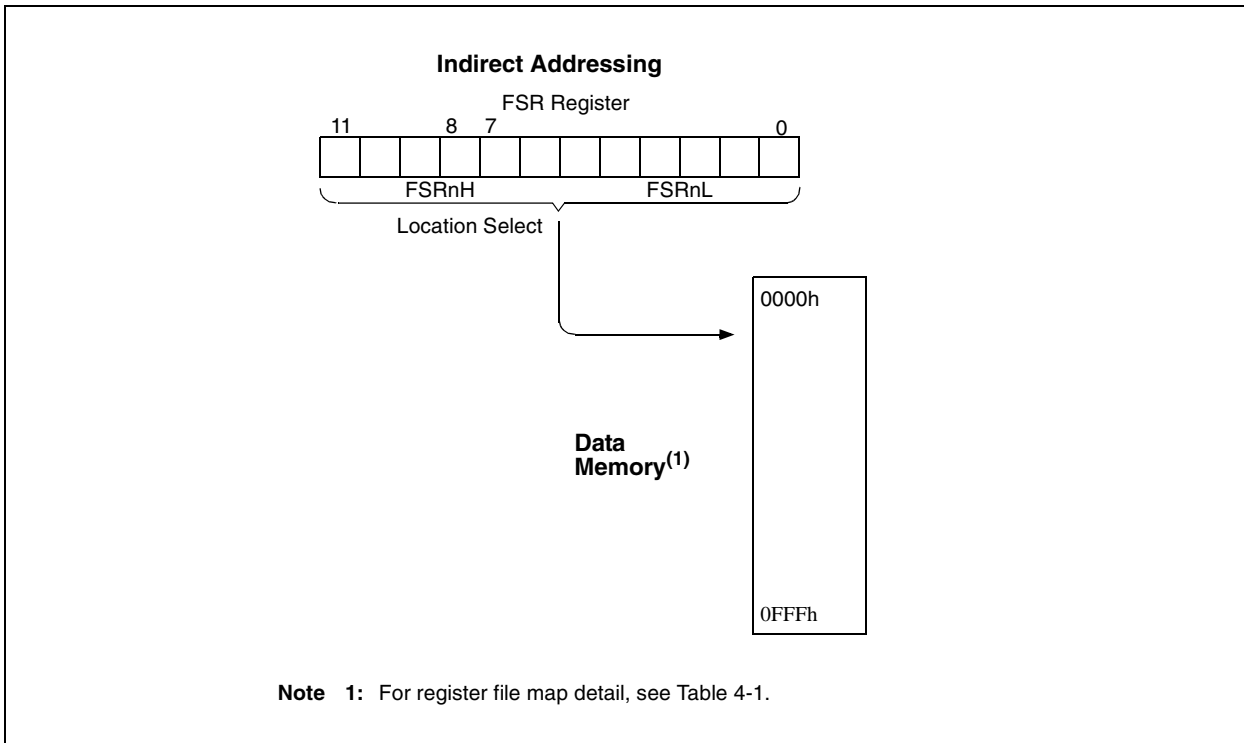 Indirect Addressing
FSR Register
11 8 7 0
FSRnH FSRnL
Location Select
0000h
Data
Memory(1)
0FFFh
Note 1: For register file map detail, see Table 4-1.